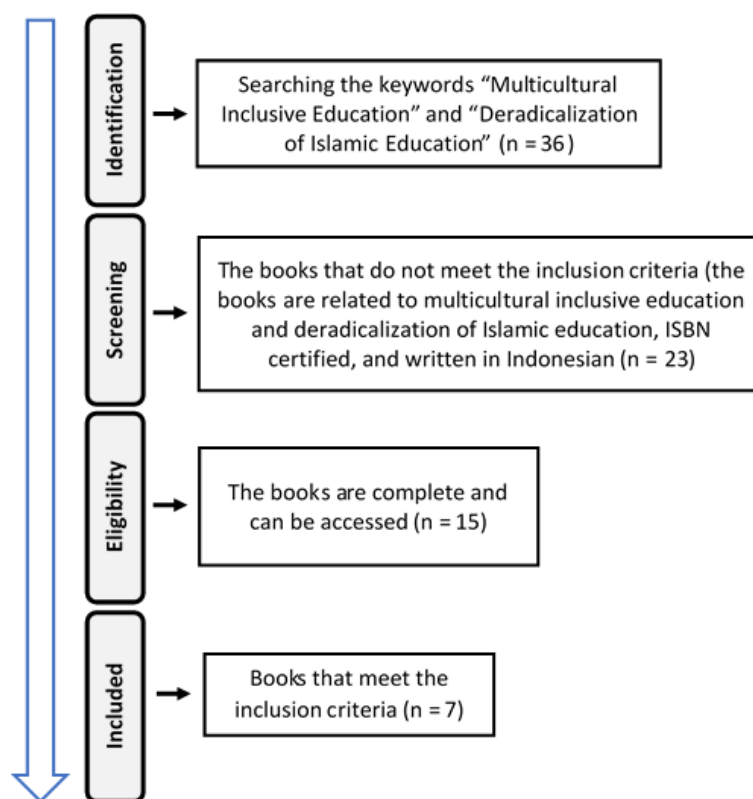 Identification
Searching the keywords “Multicultural
Inclusive Education” and “Deradicalization
of Islamic Education” (n = 36)
Screening
The books that do not meet the inclusion criteria (the
books are related to multicultural inclusive education
and deradicalization of Islamic education, ISBN
certified, and written in Indonesian (n = 23)
Eligibility
The books are complete and
can be accessed (n = 15)
Included
Books that meet the
inclusion criteria (n = 7)